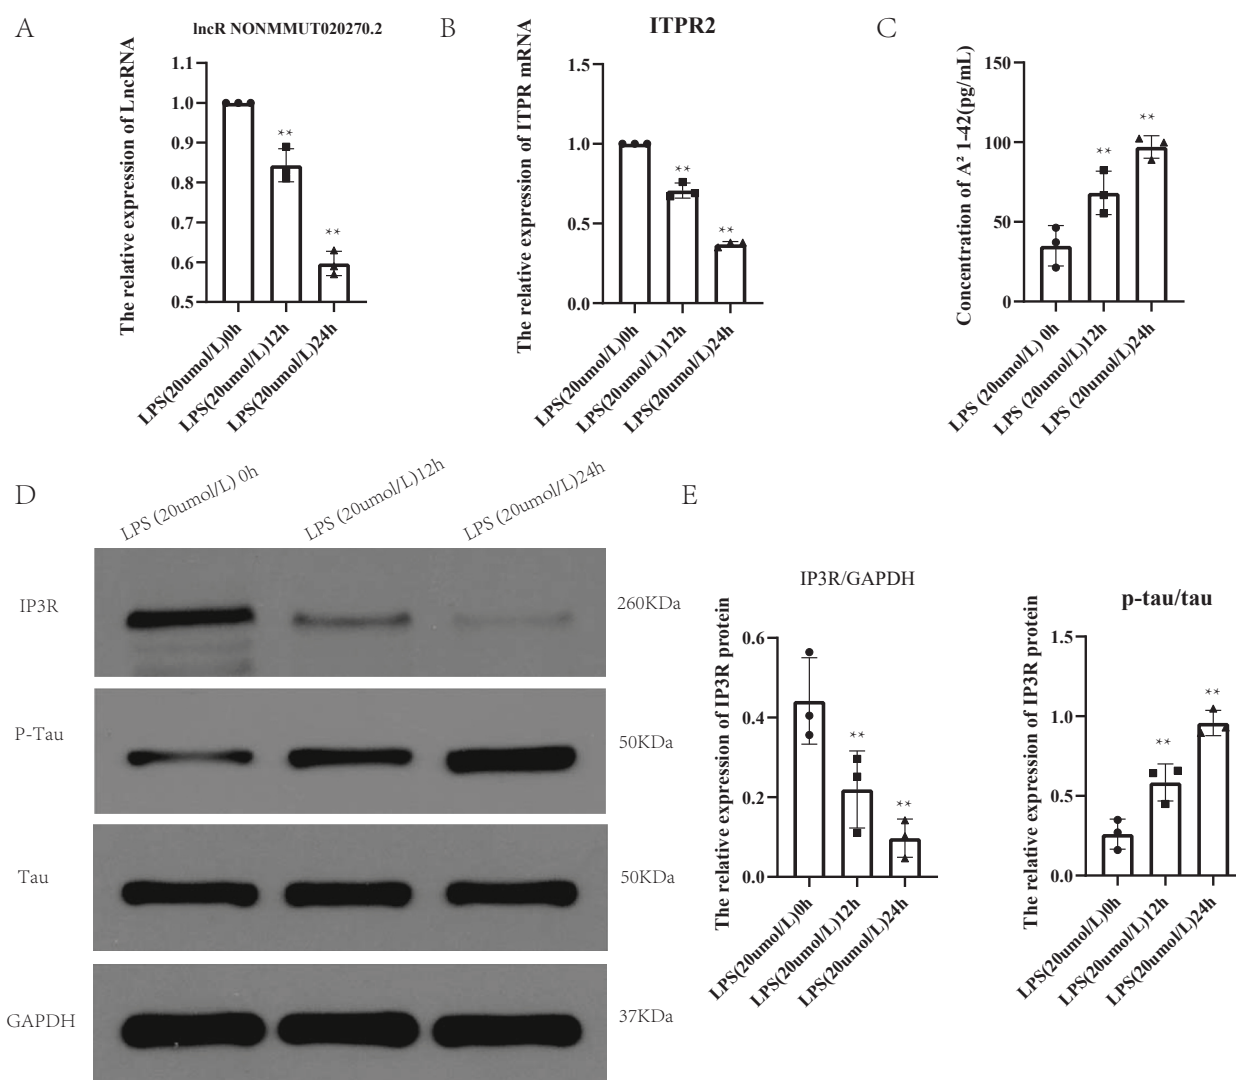 A
lncR NONMMUT020270.2
The relative expression of LncRNA
1.1
1.0
0.9
0.8
0.7
0.6
0.5
**
**
LPS(20umol/L)0h
LPS(20umol/L)12h
LPS(20umol/L)24h
B
ITPR2
The relative expression of ITPR mRNA
1.5
1.0
0.5
0.0
**
**
LPS(20umol/L)0h
LPS(20umol/L)12h
LPS(20umol/L)24h
C
Concentration of A² 1-42(pg/mL)
150
100
50
0
**
**
LPS (20umol/L) 0h
LPS (20umol/L)12h
LPS (20umol/L)24h
D
LPS (20umol/L) 0h
LPS (20umol/L)12h
LPS (20umol/L)24h
IP3R
260KDa
P-Tau
50KDa
Tau
50KDa
GAPDH
37KDa
E
IP3R/GAPDH
The relative expression of IP3R protein
0.6
0.4
0.2
0.0
**
**
LPS(20umol/L)0h
LPS(20umol/L)12h
LPS(20umol/L)24h
p-tau/tau
The relative expression of IP3R protein
1.5
1.0
0.5
0.0
**
**
LPS(20umol/L)0h
LPS(20umol/L)12h
LPS(20umol/L)24h